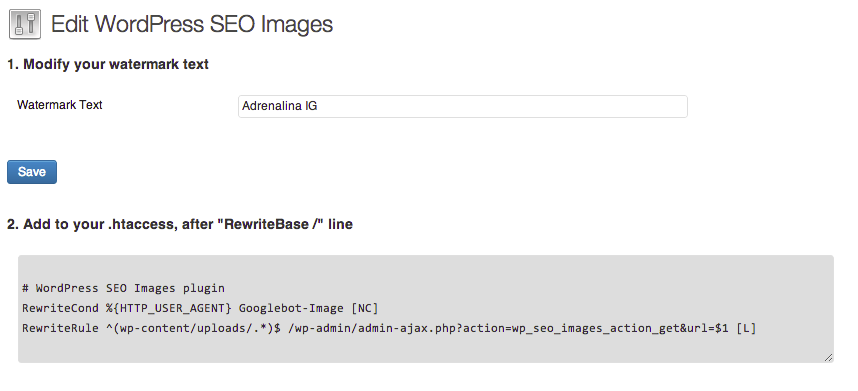 Edit WordPress SEO Images
1. Modify your watermark text
Watermark Text Adrenalina IG
Save
2. Add to your .htaccess, after "RewriteBase /" line
# WordPress SEO Images plugin
RewriteCond %{HTTP_USER_AGENT} Googlebot-Image [NC]
RewriteRule ^(wp-content/uploads/.*)$ /wp-admin/admin-ajax.php?action=wp_seo_images_action_get&url=$1 [L]